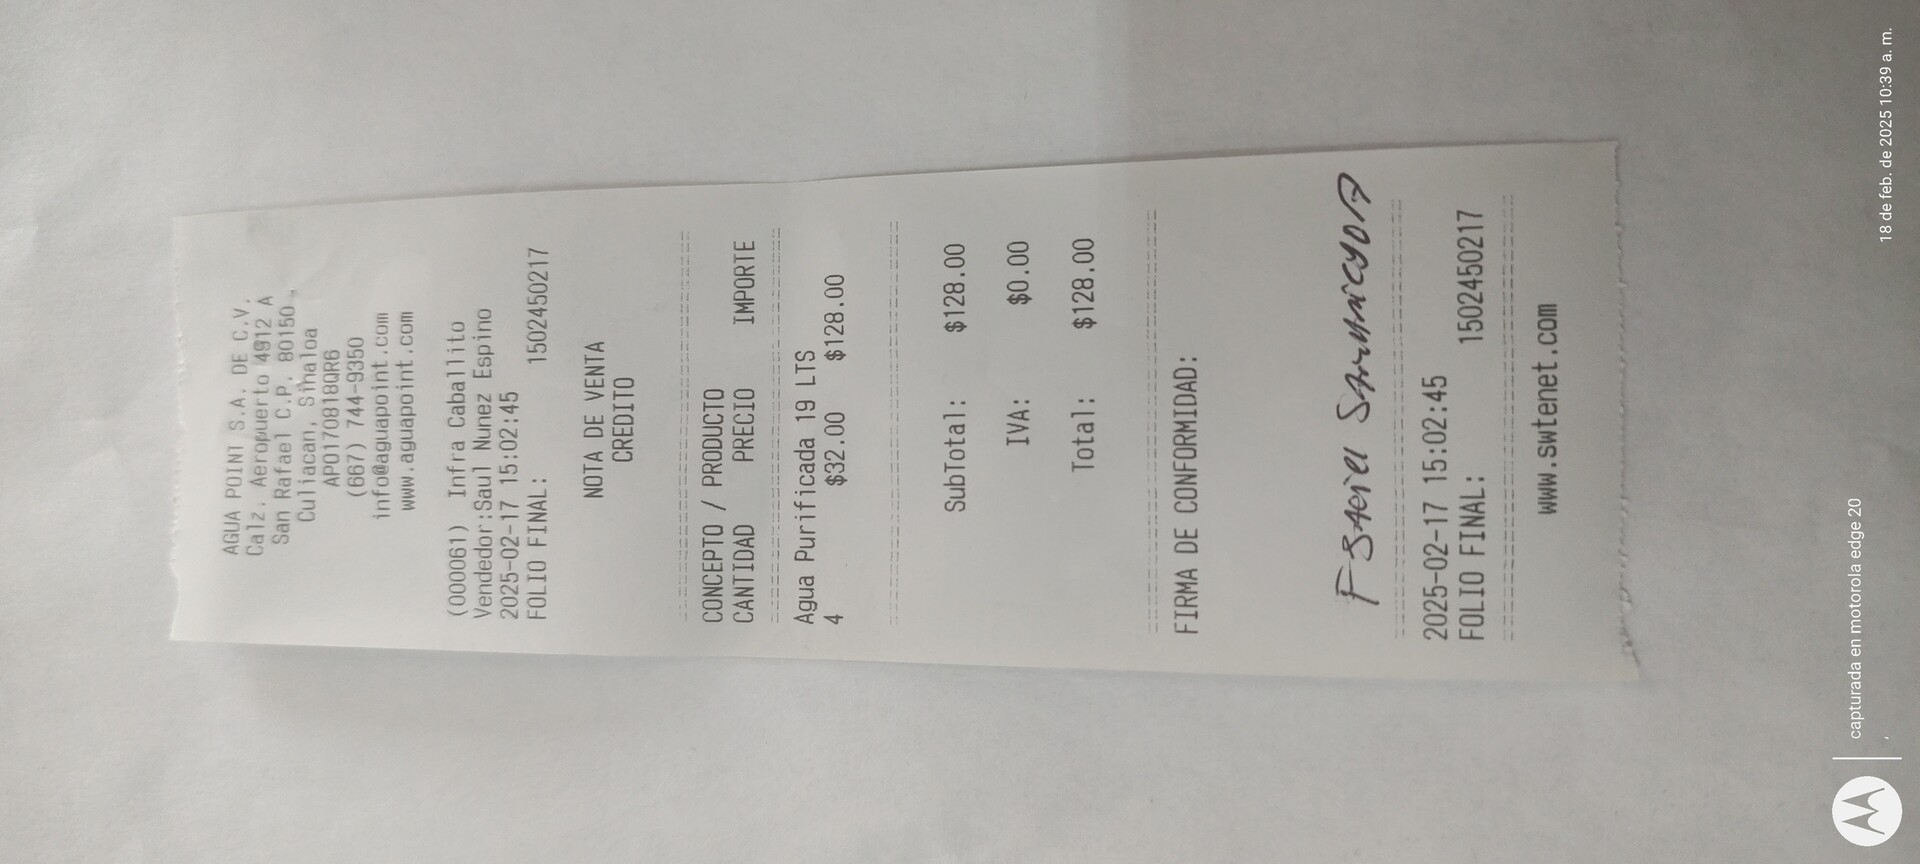 AGUA POINT S.A. DE C.V.
Calz. Aeropuerto 4912 A
San Rafael C.P. 80150 ,
Culiacan, Sinaloa
APO170818QR6
(667) 744-9350
info@aguapoint.com
www.aguapoint.com
(000061) Infra Caballito
Vendedor:Saul Nunez Espino
2025-02-17 15:02:45
FOLIO FINAL: 1502450217
NOTA DE VENTA
CREDITO
CONCEPTO / PRODUCTO
CANTIDAD PRECIO IMPORTE
Agua Purificada 19 LTS
4 $32.00 $128.00
SubTotal: $128.00
IVA: $0.00
Total: $128.00
FIRMA DE CONFORMIDAD:
2025-02-17 15:02:45
FOLIO FINAL: 1502450217
www.swtenet.com
capturada en motorola edge 20
18 de feb. de 2025 10:39 a. m.